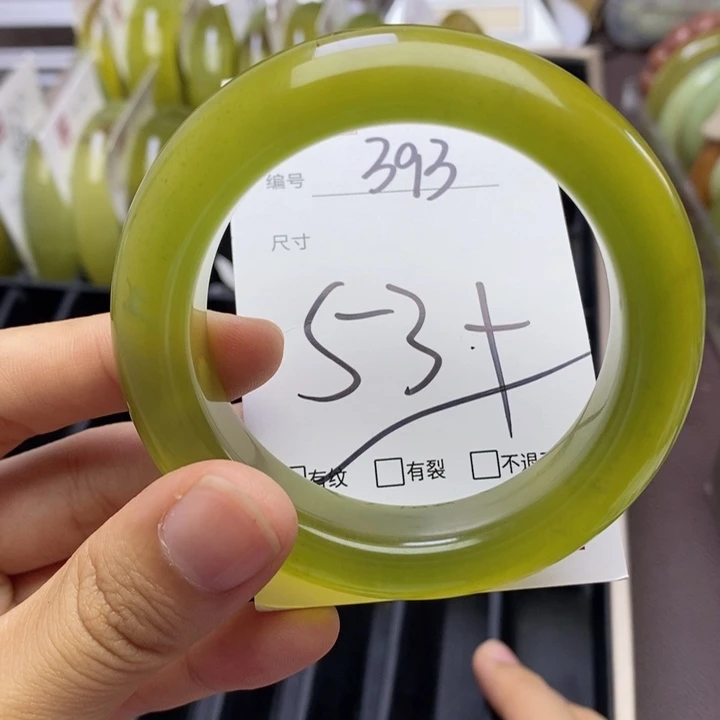 编号 393
尺寸
53+
有纹 有裂 不退